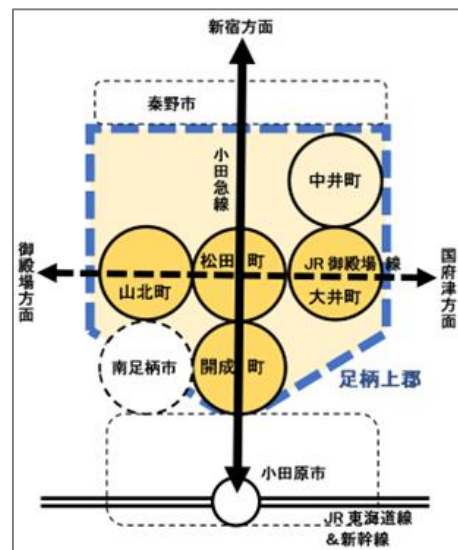 新宿方面
秦野市
小田急線
中井町
御殿場方面
松田町
JR御殿場線
国府津方面
山北町
大井町
南足柄市
開成町
足柄上郡
小田原市
JR東海道線
&新幹線